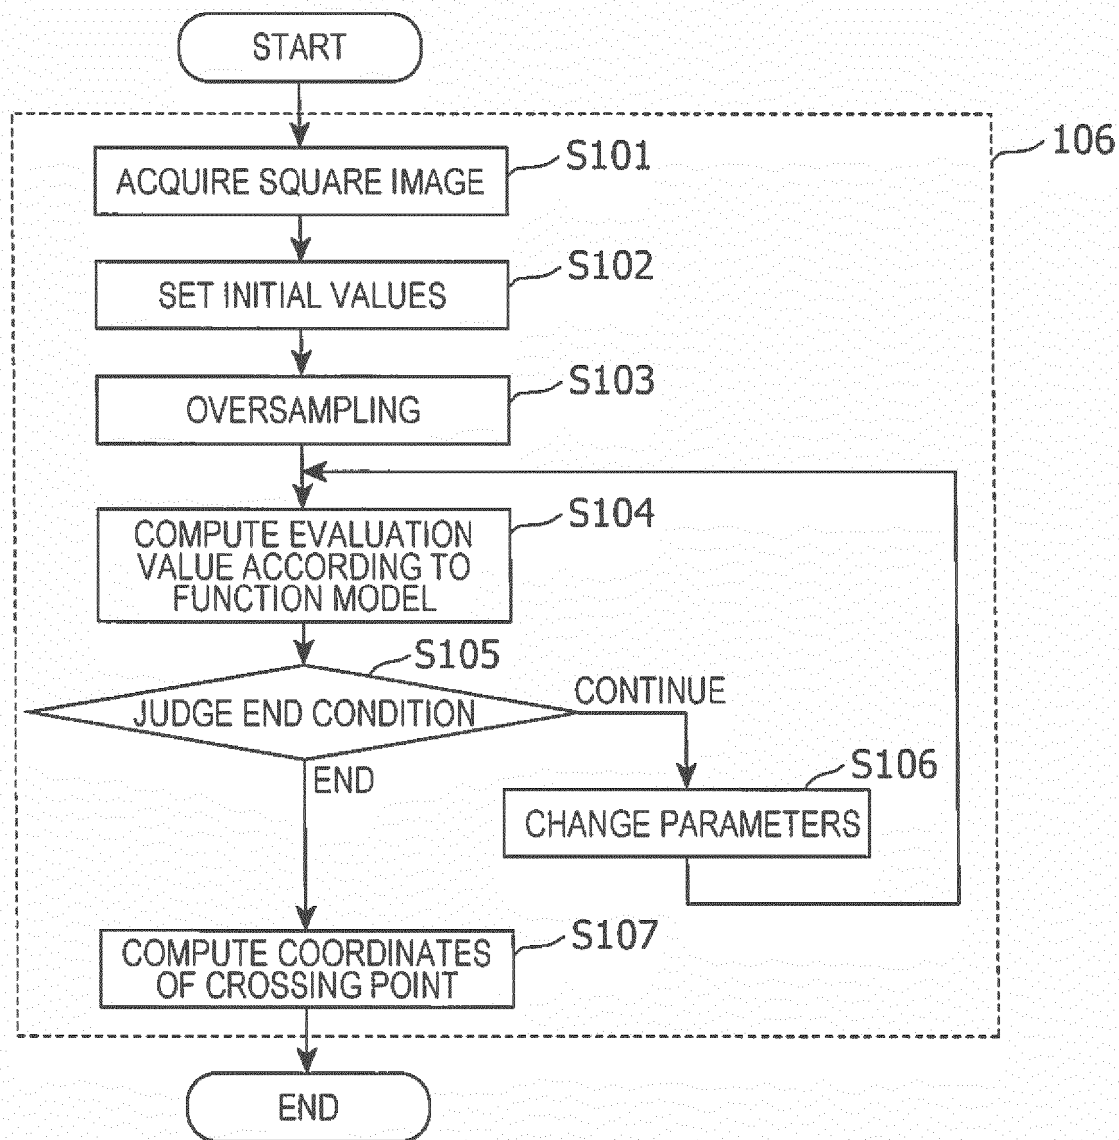 START
106
S101
ACQUIRE SQUARE IMAGE
S102
SET INITIAL VALUES
S103
OVERSAMPLING
S104
COMPUTE EVALUATION
VALUE ACCORDING TO
FUNCTION MODEL
S105
JUDGE END CONDITION
CONTINUE
END
S106
CHANGE PARAMETERS
S107
COMPUTE COORDINATES
OF CROSSING POINT
END